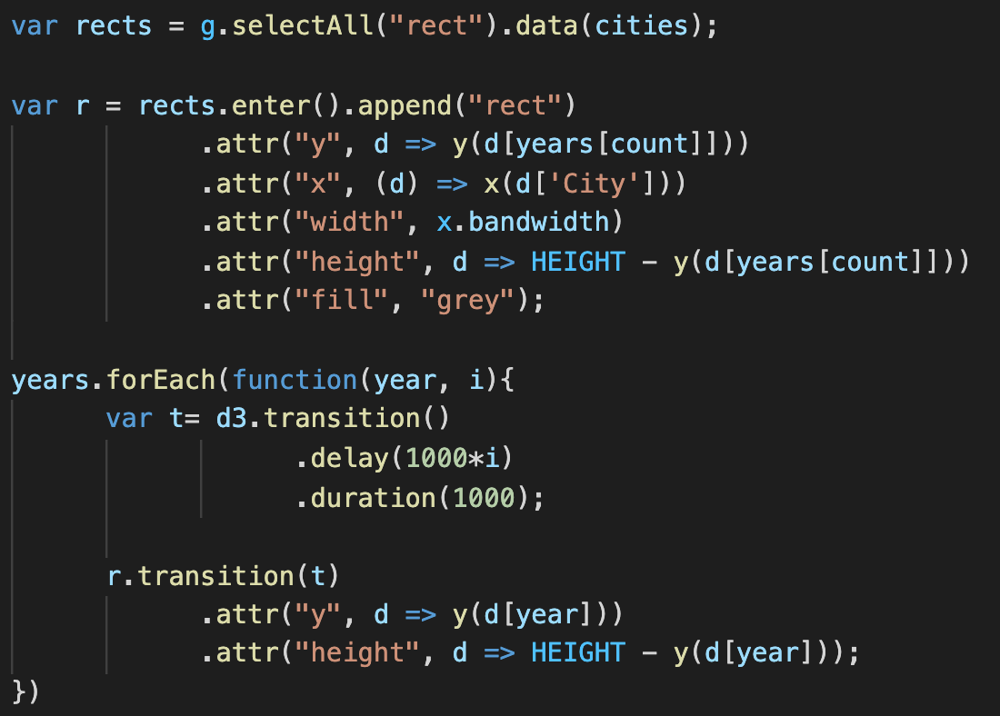 var rects = g.selectAll("rect").data(cities);
var r = rects.enter().append("rect")
.attr("y", d => y(d[years[count]]))
.attr("x", (d) => x(d['City']))
.attr("width", x.bandwidth)
.attr("height", d => HEIGHT - y(d[years[count]]))
.attr("fill", "grey");
years.forEach(function(year, i){
var t= d3.transition()
.delay(1000*i)
.duration(1000);
r.transition(t)
.attr("y", d => y(d[year]))
.attr("height", d => HEIGHT - y(d[year]));
})